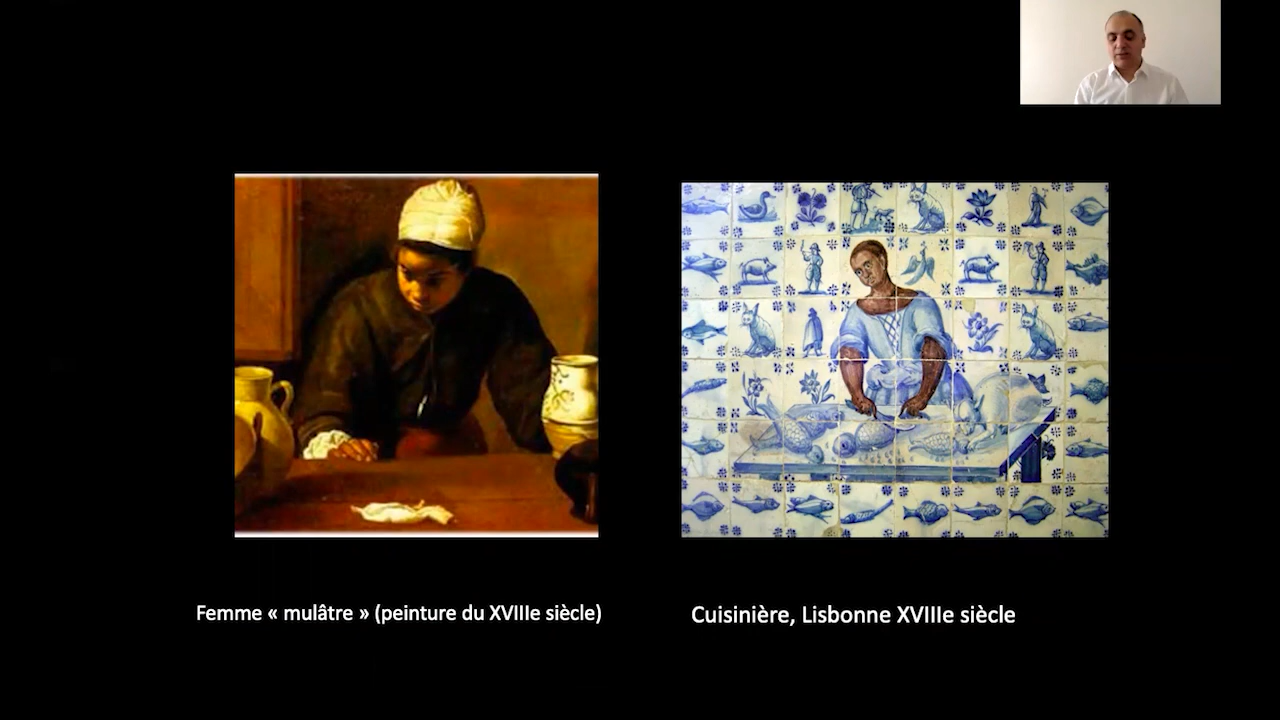 Femme « mulâtre » (peinture du XVIIIe siècle)
Cuisinière, Lisbonne XVIIIe siècle